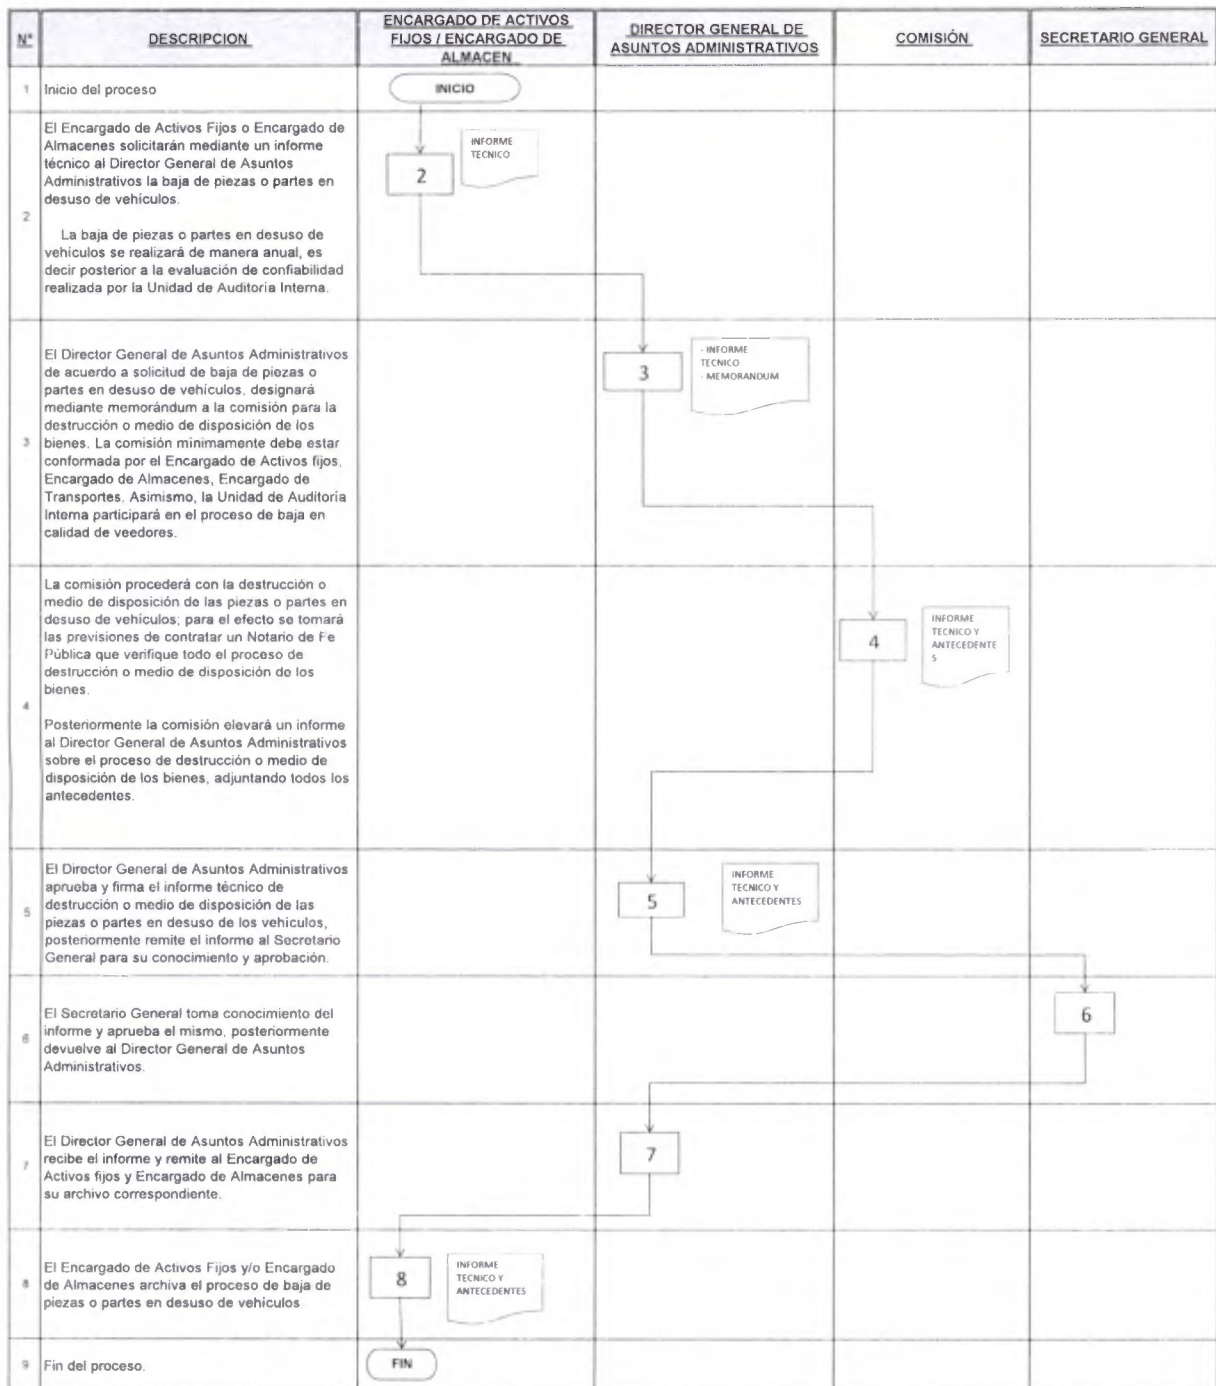 N°
DESCRIPCION
ENCARGADO DE ACTIVOS
FIJOS / ENCARGADO DE
ALMACEN
DIRECTOR GENERAL DE
ASUNTOS ADMINISTRATIVOS
COMISIÓN
SECRETARIO GENERAL
1
Inicio del proceso
INICIO
2
El Encargado de Activos Fijos o Encargado de
Almacenes solicitarán mediante un informe
técnico al Director General de Asuntos
Administrativos la baja de piezas o partes en
desuso de vehículos.
La baja de piezas o partes en desuso de
vehículos se realizará de manera anual, es
decir posterior a la evaluación de confiabilidad
realizada por la Unidad de Auditoria Interna.
2
INFORME
TECNICO
3
El Director General de Asuntos Administrativos
de acuerdo a solicitud de baja de piezas o
partes en desuso de vehículos, designará
mediante memorándum a la comisión para la
destrucción o medio de disposición de los
bienes. La comisión minimamente debe estar
conformada por el Encargado de Activos fijos,
Encargado de Almacenes, Encargado de
Transportes. Asimismo, la Unidad de Auditoría
Interna participará en el proceso de baja en
calidad de veedores.
3
- INFORME
TECNICO
- MEMORANDUM
4
La comisión procederá con la destrucción o
medio de disposición de las piezas o partes en
desuso de vehículos; para el efecto se tomará
las previsiones de contratar un Notario de Fe
Pública que verifique todo el proceso de
destrucción o medio de disposición de los
bienes.
Posteriormente la comisión elevará un informe
al Director General de Asuntos Administrativos
sobre el proceso de destrucción o medio de
disposición de los bienes, adjuntando todos los
antecedentes.
4
INFORME
TECNICO Y
ANTECEDENTE
S
5
El Director General de Asuntos Administrativos
aprueba y firma el informe técnico de
destrucción o medio de disposición de las
piezas o partes en desuso de los vehículos,
posteriormente remite el informe al Secretario
General para su conocimiento y aprobación.
5
INFORME
TECNICO Y
ANTECEDENTES
6
El Secretario General toma conocimiento del
informe y aprueba el mismo, posteriormente
devuelve al Director General de Asuntos
Administrativos.
6
7
El Director General de Asuntos Administrativos
recibe el informe y remite al Encargado de
Activos fijos y Encargado de Almacenes para
su archivo correspondiente.
7
8
El Encargado de Activos Fijos y/o Encargado
de Almacenes archiva el proceso de baja de
piezas o partes en desuso de vehículos
8
INFORME
TECNICO Y
ANTECEDENTES
9
Fin del proceso.
FIN